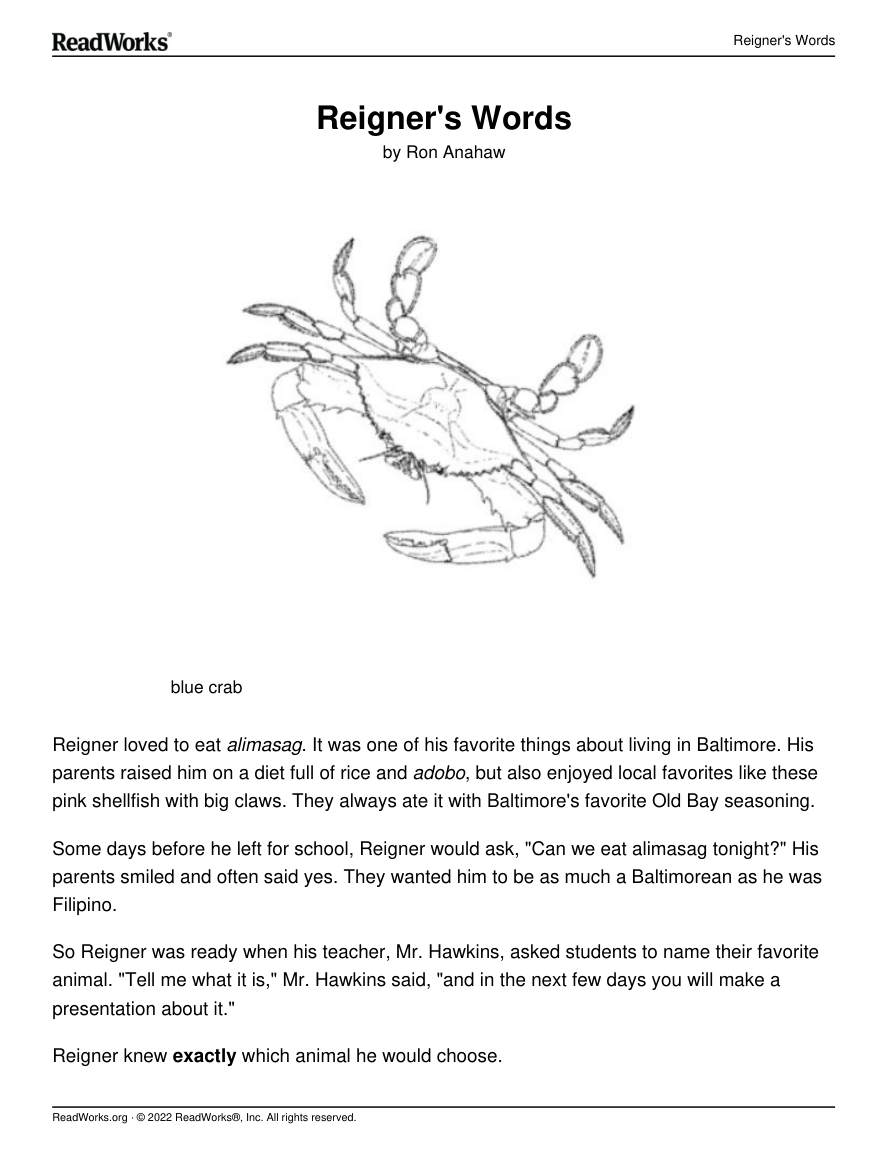 ReadWorks®
Reigner's Words
Reigner's Words
by Ron Anahaw
blue crab
Reigner loved to eat alimasag. It was one of his favorite things about living in Baltimore. His
parents raised him on a diet full of rice and adobo, but also enjoyed local favorites like these
pink shellfish with big claws. They always ate it with Baltimore's favorite Old Bay seasoning.
Some days before he left for school, Reigner would ask, "Can we eat alimasag tonight?" His
parents smiled and often said yes. They wanted him to be as much a Baltimorean as he was
Filipino.
So Reigner was ready when his teacher, Mr. Hawkins, asked students to name their favorite
animal. "Tell me what it is," Mr. Hawkins said, "and in the next few days you will make a
presentation about it."
Reigner knew exactly which animal he would choose.
ReadWorks.org · © 2022 ReadWorks®, Inc. All rights reserved.